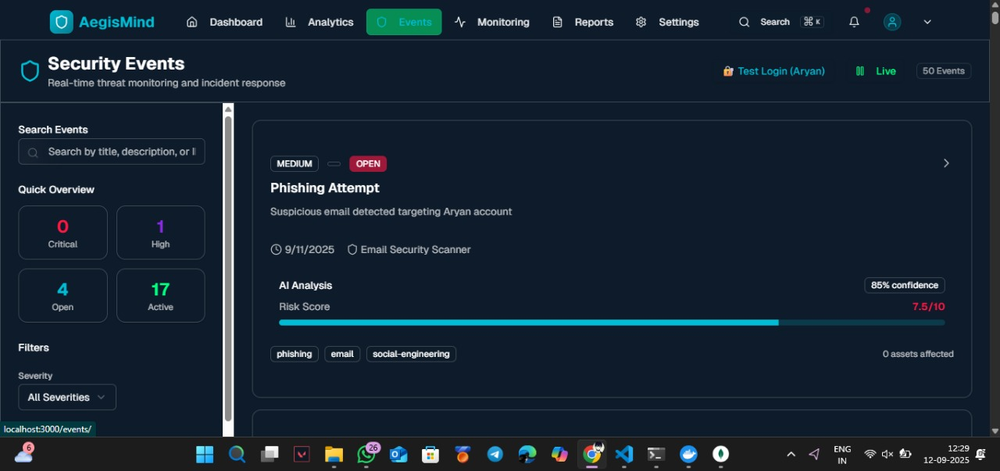 AegisMind Dashboard Analytics Events Monitoring Reports Settings Search ⌘ K
Security Events
Real-time threat monitoring and incident response
Test Login (Aryan) Live 50 Events
Search Events
Search by title, description, or I
Quick Overview
0 1
Critical High
4 17
Open Active
Filters
Severity
All Severities
MEDIUM OPEN
Phishing Attempt
Suspicious email detected targeting Aryan account
9/11/2025 Email Security Scanner
AI Analysis 85% confidence
Risk Score 7.5/10
phishing email social-engineering 0 assets affected
localhost:3000/events/
6 26 ENG 12:29
IN 12-09-2025